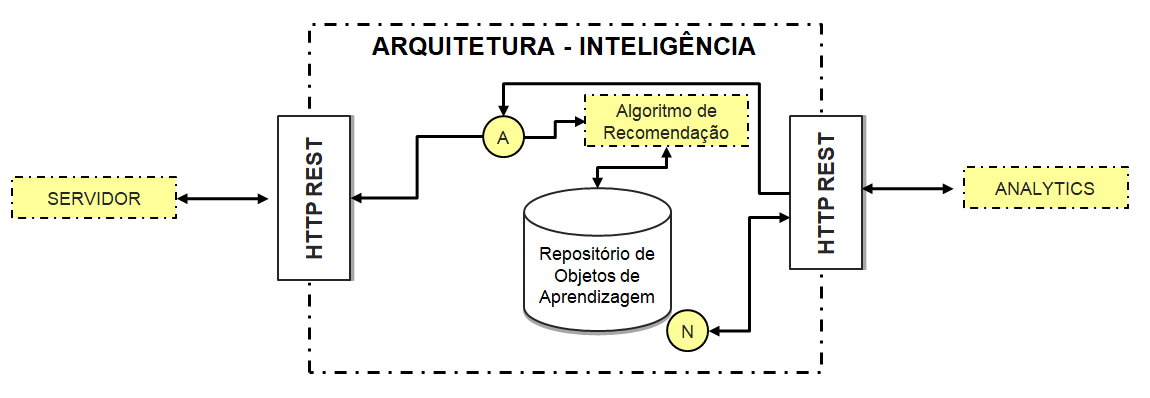 ARQUITETURA - INTELIGÊNCIA
SERVIDOR
HTTP REST
A
Algoritmo de
Recomendação
Repositório de
Objetos de
Aprendizagem
N
HTTP REST
ANALYTICS